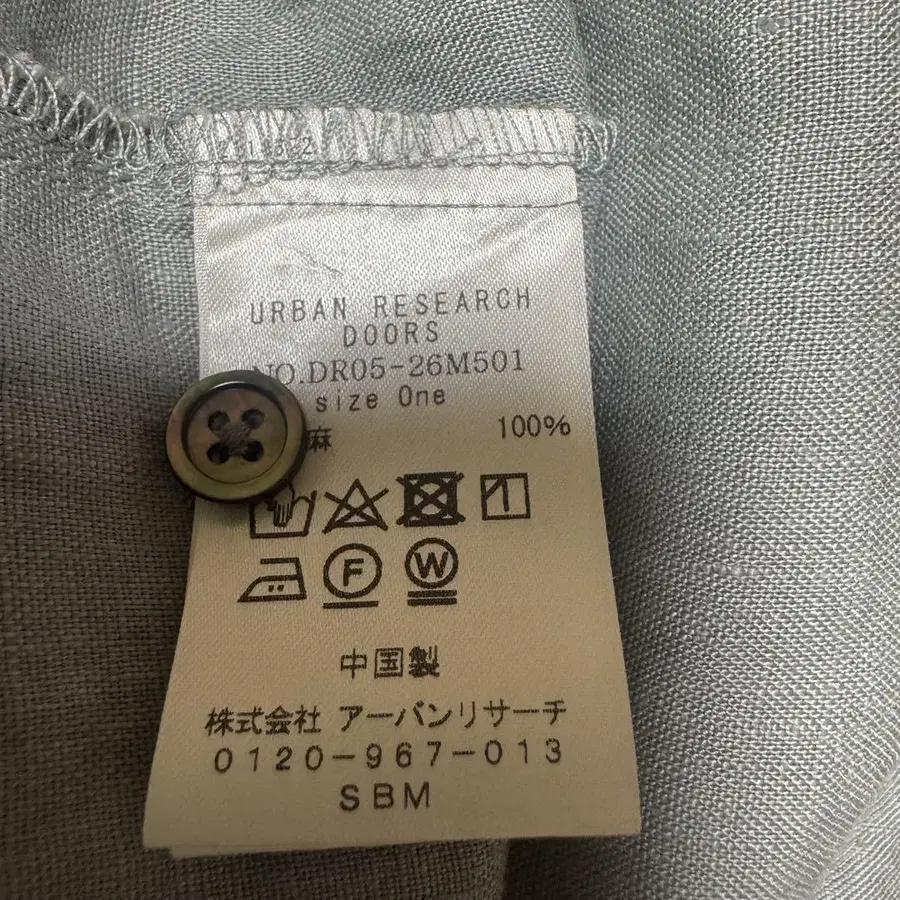 URBAN RESEARCH
DOORS
NO.DR05-26M501
size One
麻 100%
F W
中国製
株式会社 アーバンリサーチ
0120-967-013
SBM